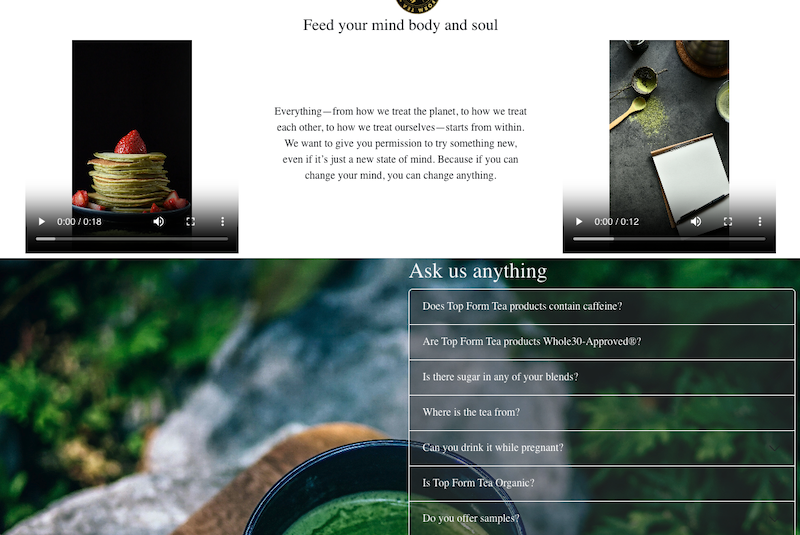 Feed your mind body and soul
Everything—from how we treat the planet, to how we treat
each other, to how we treat ourselves—starts from within.
We want to give you permission to try something new,
even if it's just a new state of mind. Because if you can
change your mind, you can change anything.
0:00 / 0:18
0:00 / 0:12
Ask us anything
Does Top Form Tea products contain caffeine?
Are Top Form Tea products Whole30-Approved®?
Is there sugar in any of your blends?
Where is the tea from?
Can you drink it while pregnant?
Is Top Form Tea Organic?
Do you offer samples?